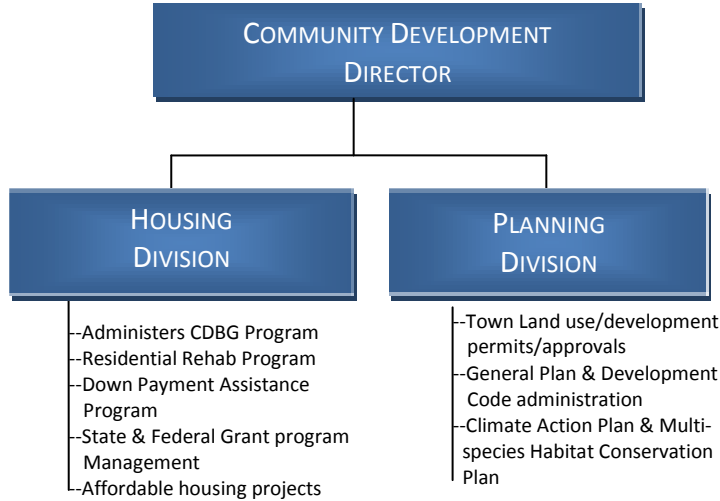 COMMUNITY DEVELOPMENT
DIRECTOR
HOUSING
DIVISION
--Administers CDBG Program
--Residential Rehab Program
--Down Payment Assistance
Program
--State & Federal Grant program
Management
--Affordable housing projects
PLANNING
DIVISION
--Town Land use/development
permits/approvals
--General Plan & Development
Code administration
--Climate Action Plan & Multi-
species Habitat Conservation
Plan